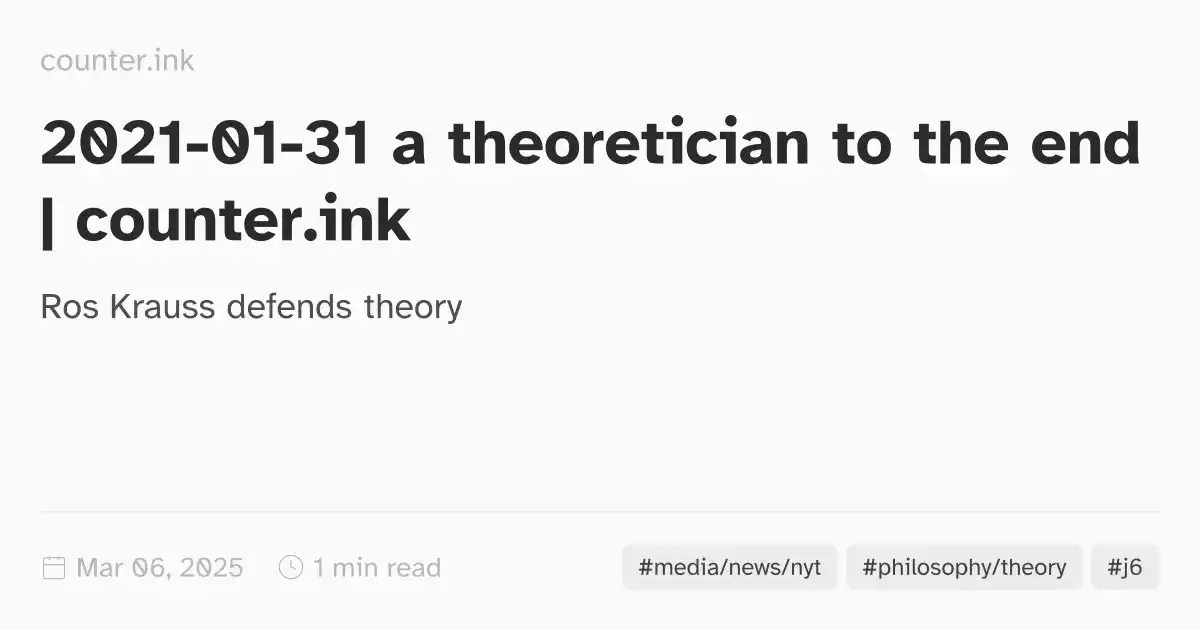 counter.ink
2021-01-31 a theoretician to the end
| counter.ink
Ros Krauss defends theory
Mar 06, 2025 1 min read #media/news/nyt #philosophy/theory #j6